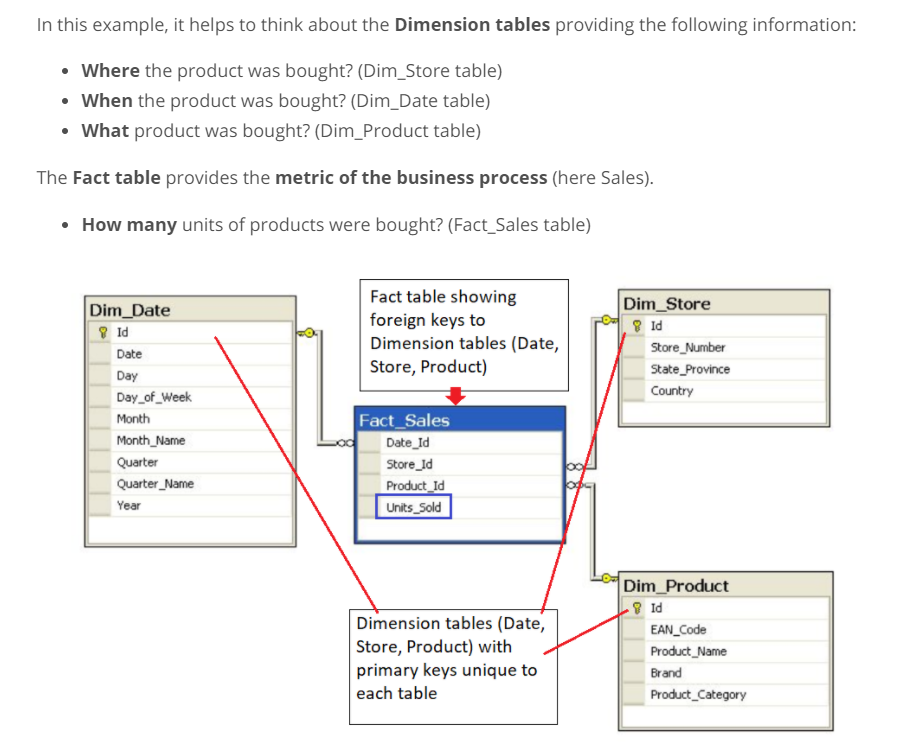 In this example, it helps to think about the Dimension tables providing the following information:
Where the product was bought? (Dim_Store table)
When the product was bought? (Dim_Date table)
What product was bought? (Dim_Product table)
The Fact table provides the metric of the business process (here Sales).
How many units of products were bought? (Fact_Sales table)
Dim_Date
Id
Date
Day
Day_of_Week
Month
Month_Name
Quarter
Quarter_Name
Year
Fact table showing
foreign keys to
Dimension tables (Date,
Store, Product)
Fact_Sales
Date_Id
Store_Id
Product_Id
Units_Sold
Dim_Store
Id
Store_Number
State_Province
Country
Dimension tables (Date,
Store, Product) with
primary keys unique to
each table
Dim_Product
Id
EAN_Code
Product_Name
Brand
Product_Category